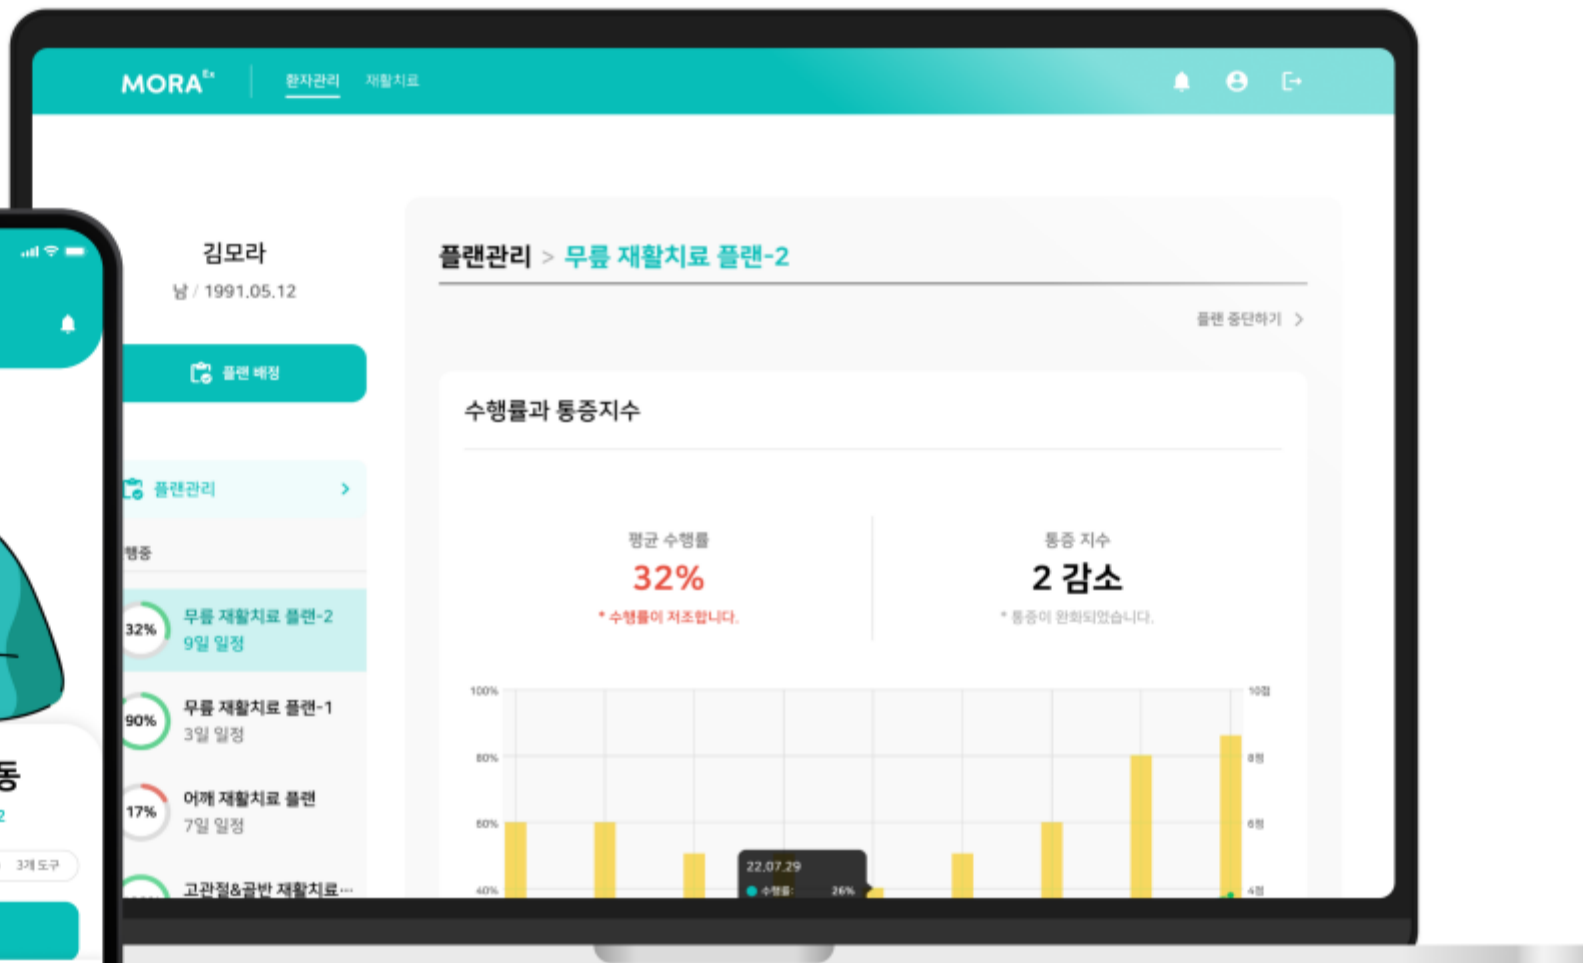 MORA Ex
환자관리
재활치료
김모라
남 / 1991.05.12
플랜 배정
플랜관리
행중
32%
무릎 재활치료 플랜-2
9일 일정
90%
무릎 재활치료 플랜-1
3일 일정
17%
어깨 재활치료 플랜
7일 일정
고관절&골반 재활치료…
플랜관리 > 무릎 재활치료 플랜-2
플랜 중단하기 >
수행률과 통증지수
평균 수행률
32%
* 수행률이 저조합니다.
통증 지수
2 감소
* 통증이 완화되었습니다.
100%
80%
60%
40%
10점
8점
6점
4점
22.07.29
수행률: 26%
동
2
3개 도구